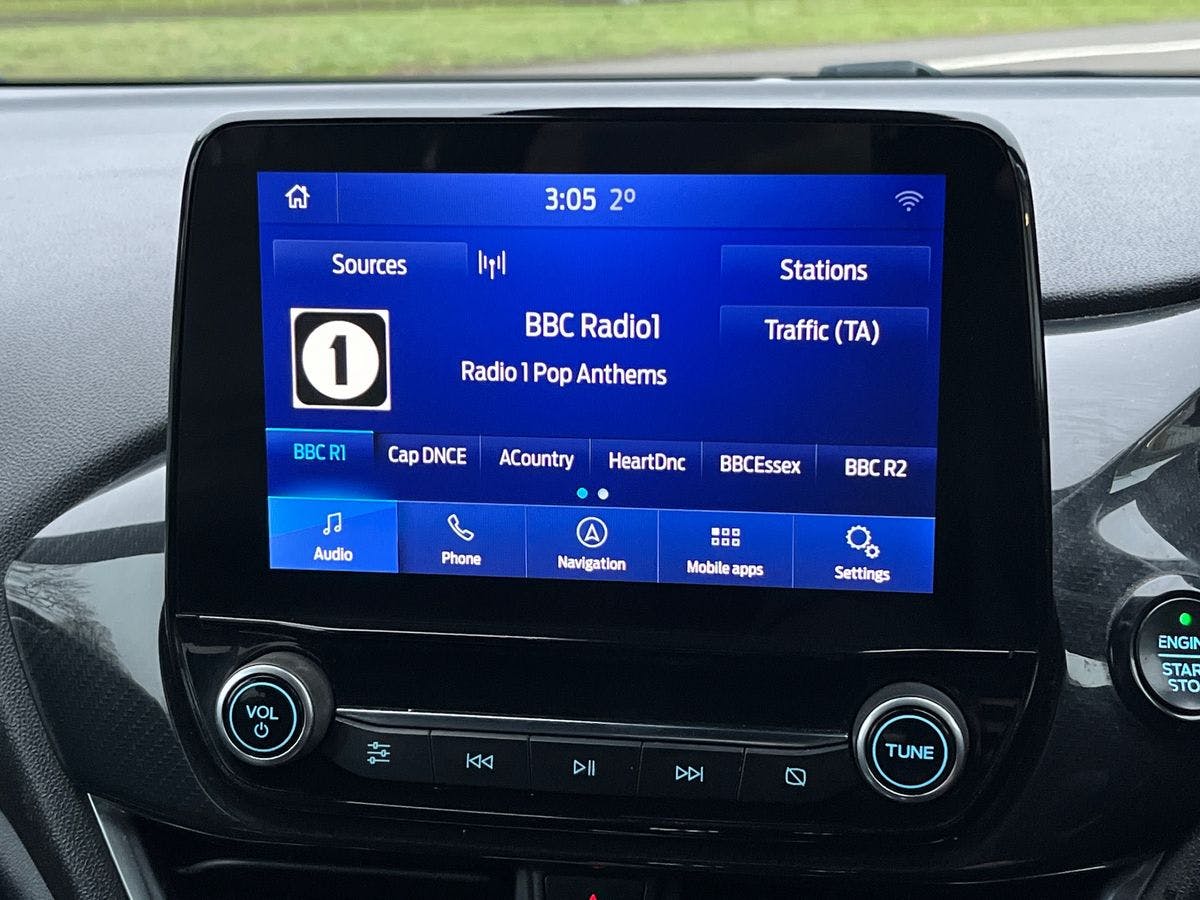 3:05 2°
Sources
Stations
1
BBC Radio1
Traffic (TA)
Radio 1 Pop Anthems
BBC R1 Cap DNCE ACountry HeartDnc BBCEssex BBC R2
Audio Phone Navigation Mobile apps Settings
VOL
TUNE
ENGIN
STAR
STO